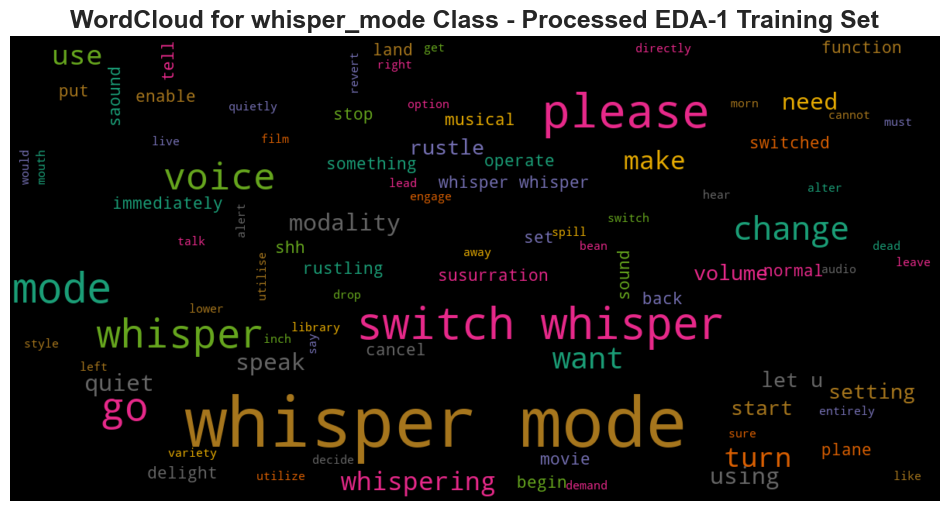 WordCloud for whisper_mode Class - Processed EDA-1 Training Set
use
tell
land
get
directly
function
right
revert
saound
put
enable
quietly
option
please
morn
need
cannot
must
stop
musical
live
film
rustle
switched
would
mouth
something
operate
make
voice
lead
whisper whisper
hear
alter
immediately
engage
alert
modality
switch
change
talk
shh
set
spill
bean
dead
away
sound
leave
mode
utilise
rustling
susurration
volume
normal
audio
drop
back
lower
whisper
library
switch whisper
style
inch
say
cancel
want
left
speak
quiet
let u
setting
go
whisper mode
start
entirely
sure
plane
variety
decide
movie
turn
delight
utilize
whispering
begin
demand
using
like